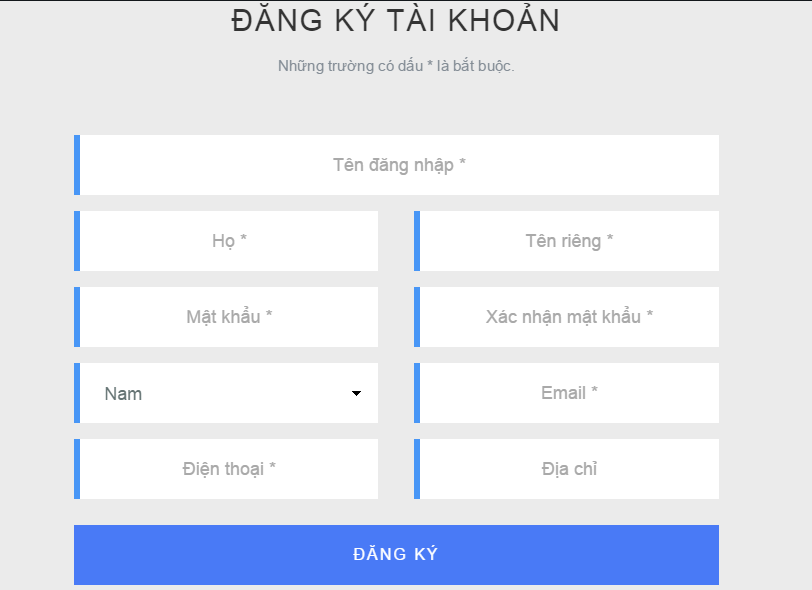 ĐĂNG KÝ TÀI KHOẢN
Những trường có dấu * là bắt buộc.
Tên đăng nhập *
Họ *
Tên riêng *
Mật khẩu *
Xác nhận mật khẩu *
Nam
Email *
Điện thoại *
Địa chỉ
ĐĂNG KÝ